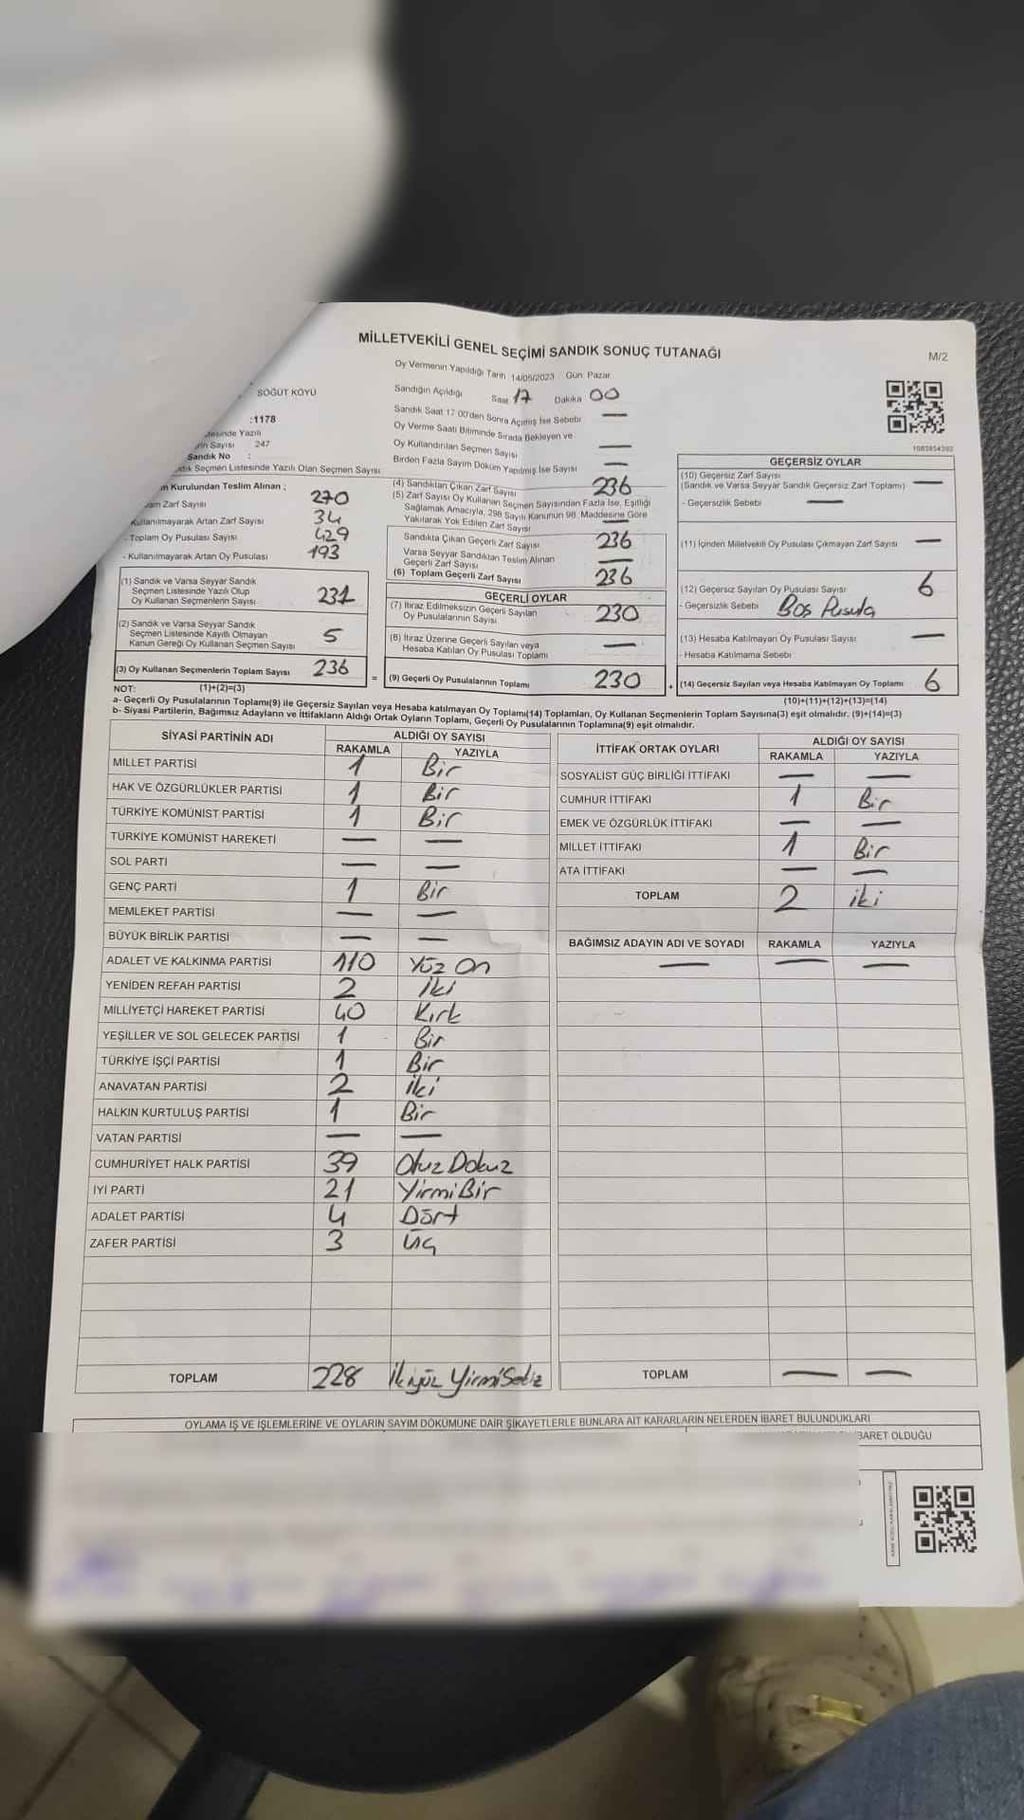 MİLLETVEKİLİ GENEL SEÇİMİ SANDIK SONUÇ TUTANAĞI
M/2
Oy Vermenin Yapıldığı Tarih 14/05/2023 Gün Pazar
SÖĞÜT KÖYÜ
Sandığın Açıldığı Saat 17 Dakika 00
:1178
Sandık Saat 17:00'den Sonra Açılmış İse Sebebi —
Yazılı
Sayısı 247
Oy Verme Saati Bitiminde Sırada Bekleyen ve
Oy Kullandırılan Seçmen Sayısı —
Sandık No :
Birden Fazla Sayım Döküm Yapılmış İse Sayısı —
1083954392
Seçmen Listesinde Yazılı Olan Seçmen Sayısı
Kurulundan Teslim Alınan ;
Zarf Sayısı 270
Kullanılmayarak Artan Zarf Sayısı 34
- Toplam Oy Pusulası Sayısı 429
- Kullanılmayarak Artan Oy Pusulası 193
(1) Sandık ve Varsa Seyyar Sandık
Seçmen Listesinde Yazılı Olup
Oy Kullanan Seçmenlerin Sayısı 231
(2) Sandık ve Varsa Seyyar Sandık
Seçmen Listesinde Kayıtlı Olmayan
Kanun Gereği Oy Kullanan Seçmen Sayısı 5
(3) Oy Kullanan Seçmenlerin Toplam Sayısı 236
(4) Sandıktan Çıkan Zarf Sayısı 236
(5) Zarf Sayısı Oy Kullanan Seçmen Sayısından Fazla İse, Eşitliği
Sağlamak Amacıyla, 298 Sayılı Kanunun 98. Maddesine Göre
Yakılarak Yok Edilen Zarf Sayısı —
Sandıkta Çıkan Geçerli Zarf Sayısı 236
Varsa Seyyar Sandıktan Teslim Alınan
Geçerli Zarf Sayısı —
(6) Toplam Geçerli Zarf Sayısı 236
GEÇERLİ OYLAR
(7) İtiraz Edilmeksizin Geçerli Sayılan
Oy Pusulalarının Sayısı 230
(8) İtiraz Üzerine Geçerli Sayılan veya
Hesaba Katılan Oy Pusulası Toplamı —
= (9) Geçerli Oy Pusulalarının Toplamı 230
GEÇERSİZ OYLAR
(10) Geçersiz Zarf Sayısı
(Sandık ve Varsa Seyyar Sandık Geçersiz Zarf Toplamı) —
- Geçersizlik Sebebi —
(11) İçinden Milletvekili Oy Pusulası Çıkmayan Zarf Sayısı —
(12) Geçersiz Sayılan Oy Pusulası Sayısı 6
- Geçersizlik Sebebi Boş Pusula
(13) Hesaba Katılmayan Oy Pusulası Sayısı —
- Hesaba Katılmama Sebebi
(14) Geçersiz Sayılan veya Hesaba Katılmayan Oy Toplamı 6
NOT: (1)+(2)=(3)
(10)+(11)+(12)+(13)=(14)
a- Geçerli Oy Pusulaları Toplamı(9) ile Geçersiz Sayılan veya Hesaba katılmayan Oy Toplamı(14) Toplamları, Oy Kullanan Seçmenlerin Toplam Sayısına(3) eşit olmalıdır. (9)+(14)=(3)
b- Siyasi Partilerin, Bağımsız Adayların ve İttifakların Aldığı Ortak Oyların Toplamı, Geçerli Oy Pusulalarının Toplamına(9) eşit olmalıdır.
SİYASİ PARTİNİN ADI ALDIĞI OY SAYISI
RAKAMLA YAZIYLA
MİLLET PARTİSİ 1 Bir
HAK VE ÖZGÜRLÜKLER PARTİSİ 1 Bir
TÜRKİYE KOMÜNİST PARTİSİ 1 Bir
TÜRKİYE KOMÜNİST HAREKETİ — —
SOL PARTİ — —
GENÇ PARTİ 1 Bir
MEMLEKET PARTİSİ — —
BÜYÜK BİRLİK PARTİSİ — —
ADALET VE KALKINMA PARTİSİ 110 Yüz On
YENİDEN REFAH PARTİSİ 2 İki
MİLLİYETÇİ HAREKET PARTİSİ 40 Kırk
YEŞİLLER VE SOL GELECEK PARTİSİ 1 Bir
TÜRKİYE İŞÇİ PARTİSİ 1 Bir
ANAVATAN PARTİSİ 2 İki
HALKIN KURTULUŞ PARTİSİ 1 Bir
VATAN PARTİSİ — —
CUMHURİYET HALK PARTİSİ 39 Otuz Dokuz
İYİ PARTİ 21 Yirmi Bir
ADALET PARTİSİ 4 Dört
ZAFER PARTİSİ 3 Üç
TOPLAM 228 İkiyüz Yirmi Sekiz
İTTİFAK ORTAK OYLARI ALDIĞI OY SAYISI
RAKAMLA YAZIYLA
SOSYALİST GÜÇ BİRLİĞİ İTTİFAKI — —
CUMHUR İTTİFAKI 1 Bir
EMEK VE ÖZGÜRLÜK İTTİFAKI — —
MİLLET İTTİFAKI 1 Bir
ATA İTTİFAKI — —
TOPLAM 2 iki
BAĞIMSIZ ADAYIN ADI VE SOYADI RAKAMLA YAZIYLA
— — —
TOPLAM — —
OYLAMA İŞ VE İŞLEMLERİNE VE OYLARIN SAYIM DÖKÜMÜNE DAİR ŞİKAYETLERLE BUNLARA AİT KARARLARIN NELERDEN İBARET BULUNDUKLARI
BARET OLDUĞU